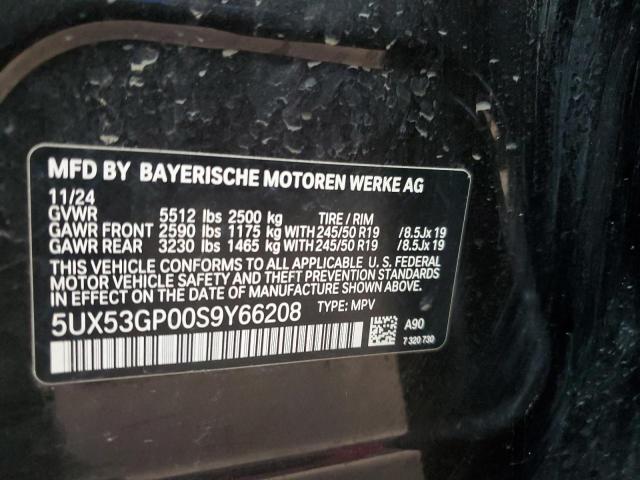 MFD BY BAYERISCHE MOTOREN WERKE AG
11/24
GVWR 5512 lbs 2500 kg TIRE / RIM
GAWR FRONT 2590 lbs 1175 kg WITH 245/50 R19 /8.5Jx19
GAWR REAR 3230 lbs 1465 kg WITH 245/50 R19 /8.5Jx19
THIS VEHICLE CONFORMS TO ALL APPLICABLE U. S. FEDERAL
MOTOR VEHICLE SAFETY AND THEFT PREVENTION STANDARDS
IN EFFECT ON THE DATE OF MANUFACTURE SHOWN ABOVE.
5UX53GP00S9Y66208 TYPE: MPV
A90
7 320 730